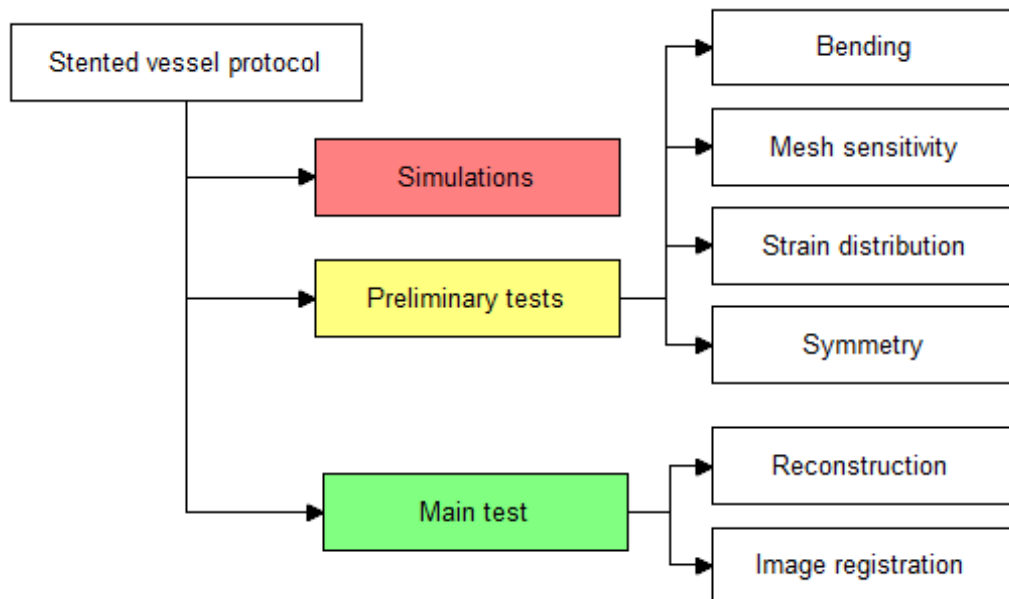 Stented vessel protocol
Simulations
Preliminary tests
Bending
Mesh sensitivity
Strain distribution
Symmetry
Main test
Reconstruction
Image registration